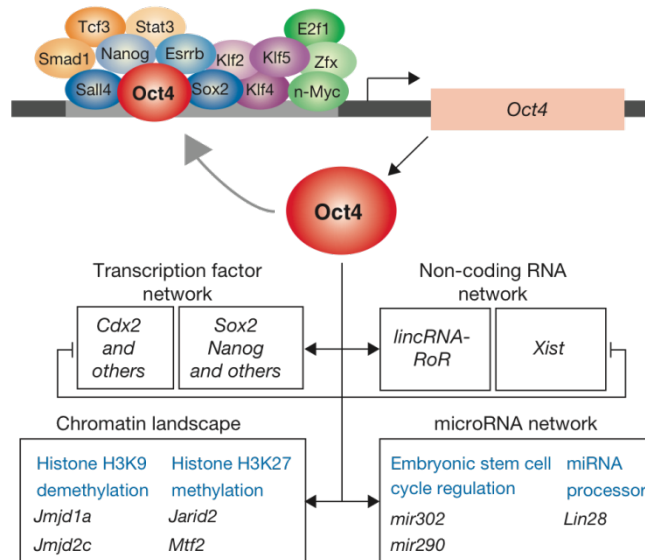 Tcf3 Stat3 E2f1
Smad1 Nanog Esrrb Klf2 Klf5 Zfx
Sall4 Oct4 Sox2 Klf4 n-Myc
Oct4
Oct4
Transcription factor
network
Non-coding RNA
network
Cdx2
and
others
Sox2
Nanog
and others
lincRNA-
RoR
Xist
Chromatin landscape
Histone H3K9
demethylation
Jmjd1a
Jmjd2c
Histone H3K27
methylation
Jarid2
Mtf2
microRNA network
Embryonic stem cell
cycle regulation
mir302
mir290
miRNA
processor
Lin28